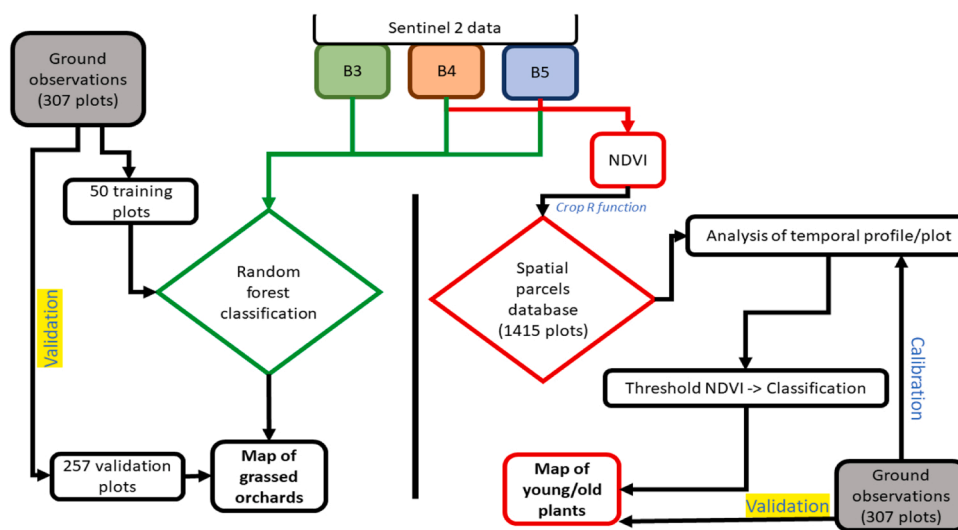 Sentinel 2 data
B3
B4
B5
Ground
observations
(307 plots)
NDVI
50 training
plots
Crop R function
Analysis of temporal profile/plot
Random
forest
classification
Spatial
parcels
database
(1415 plots)
Validation
Calibration
Threshold NDVI -> Classification
257 validation
plots
Map of
grassed
orchards
Map of
young/old
plants
Validation
Ground
observations
(307 plots)